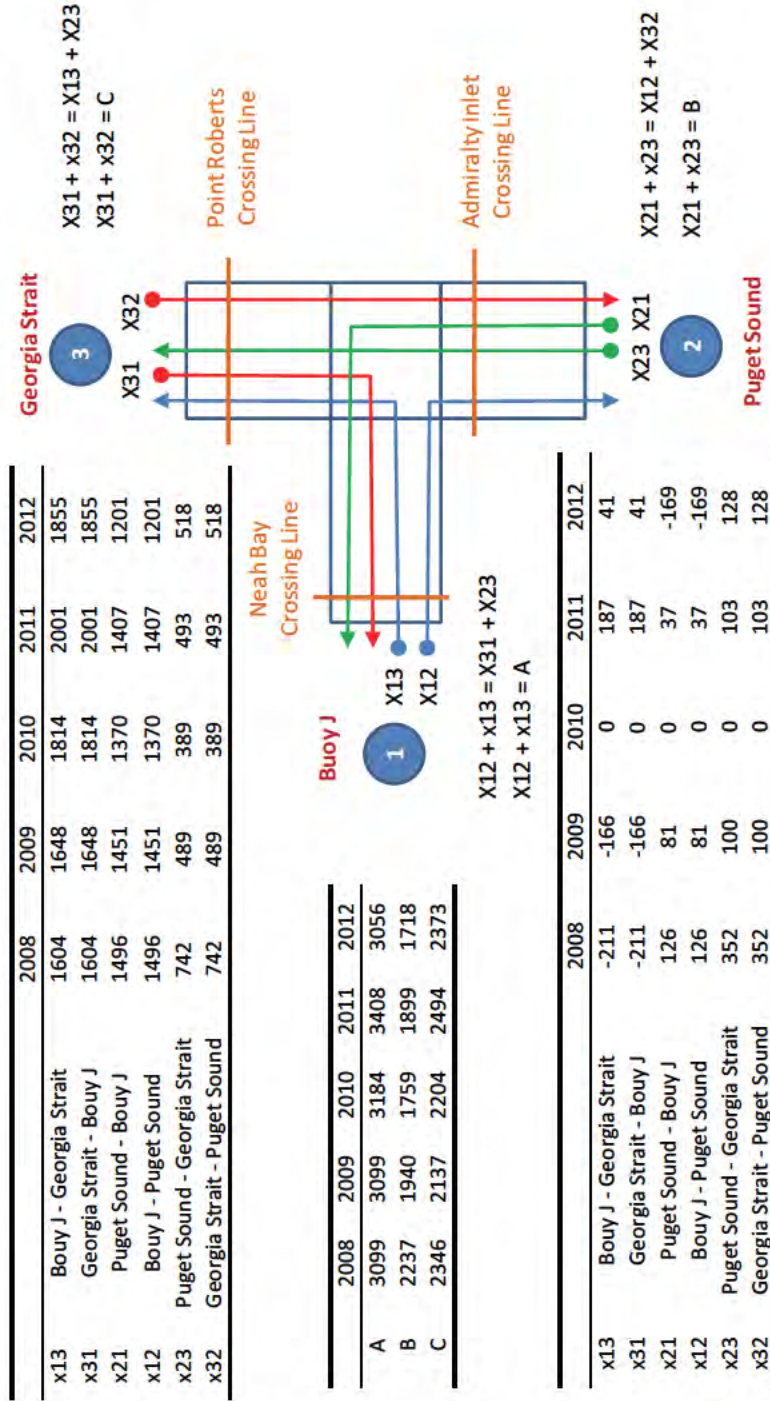 2008 2009 2010 2011 2012
x13 Bouy J - Georgia Strait 1604 1648 1814 2001 1855
x31 Georgia Strait - Bouy J 1604 1648 1814 2001 1855
x21 Puget Sound - Bouy J 1496 1451 1370 1407 1201
x12 Bouy J - Puget Sound 1496 1451 1370 1407 1201
x23 Puget Sound - Georgia Strait 742 489 389 493 518
x32 Georgia Strait - Puget Sound 742 489 389 493 518
2008 2009 2010 2011 2012
A 3099 3099 3184 3408 3056
B 2237 1940 1759 1899 1718
C 2346 2137 2204 2494 2373
2008 2009 2010 2011 2012
x13 Bouy J - Georgia Strait -211 -166 0 187 41
x31 Georgia Strait - Bouy J -211 -166 0 187 41
x21 Puget Sound - Bouy J 126 81 0 37 -169
x12 Bouy J - Puget Sound 126 81 0 37 -169
x23 Puget Sound - Georgia Strait 352 100 0 103 128
x32 Georgia Strait - Puget Sound 352 100 0 103 128
Georgia Strait
3
X31 X32
X31 + x32 = X13 + X23
X31 + x32 = C
Point Roberts
Crossing Line
Neah Bay
Crossing Line
Buoy J
1
X13
X12
X12 + x13 = X31 + X23
X12 + x13 = A
Admiralty Inlet
Crossing Line
X23 X21
2
Puget Sound
X21 + x23 = X12 + X32
X21 + x23 = B